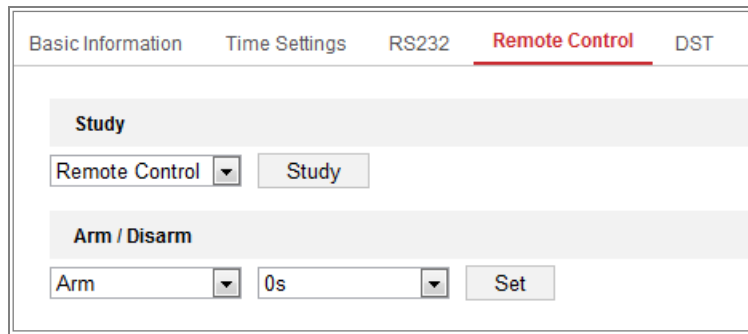 Basic Information Time Settings RS232 Remote Control DST
Study
Remote Control Study
Arm / Disarm
Arm 0s Set